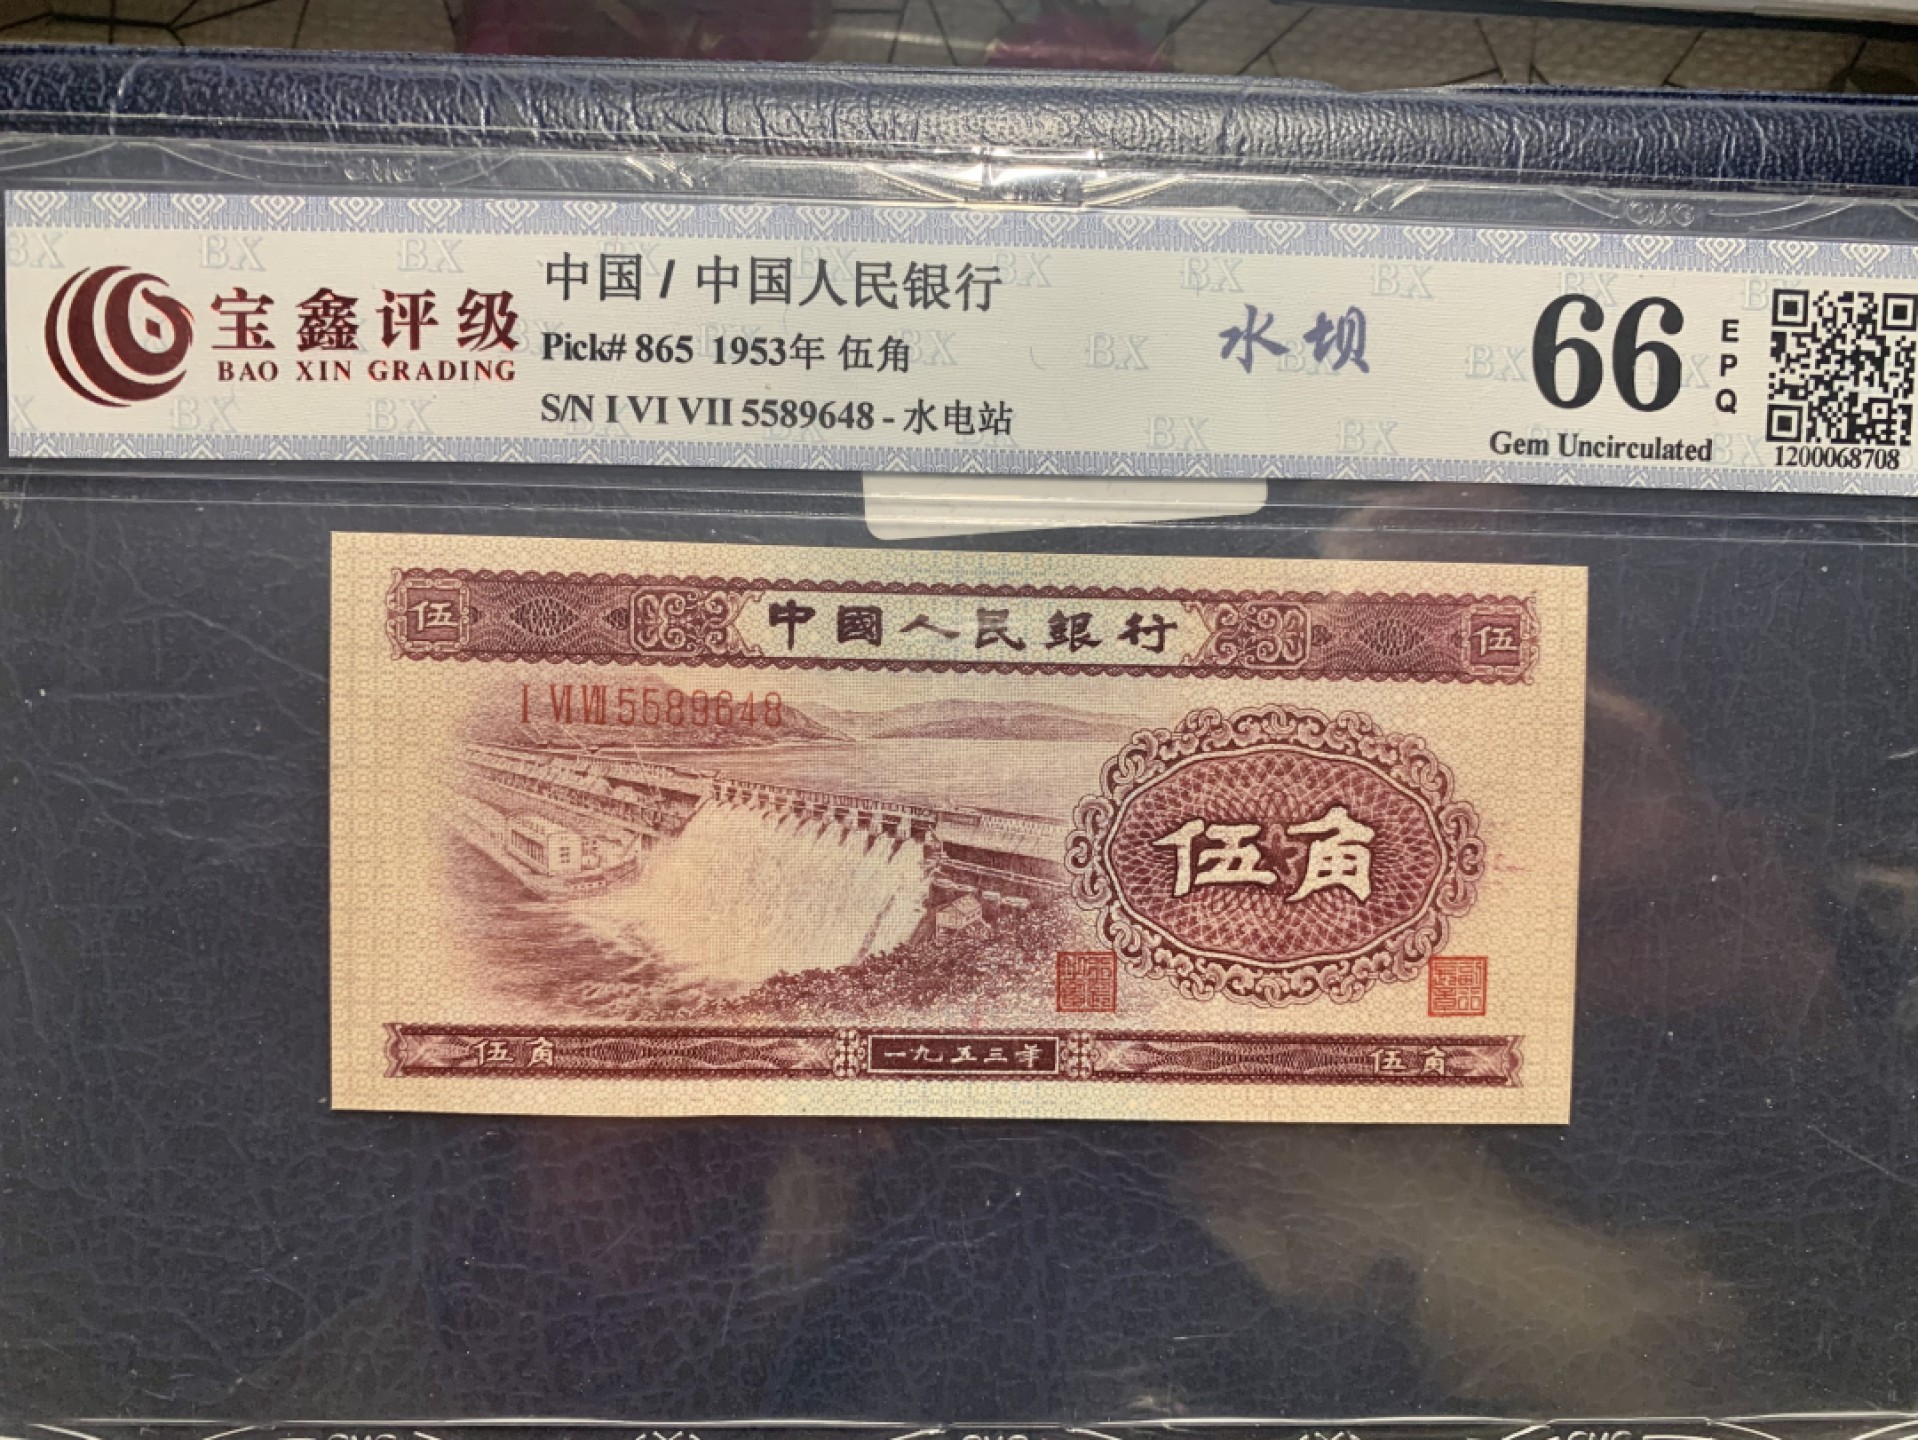 宝鑫评级
BAO XIN GRADING
中国 / 中国人民银行
Pick# 865 1953年 伍角
S/N I VI VII 5589648 - 水电站
水坝
66
EPQ
Gem Uncirculated
1200068708
伍
中國人民銀行
伍
I VI VII 5589648
伍角
伍角
一九五三年
伍角